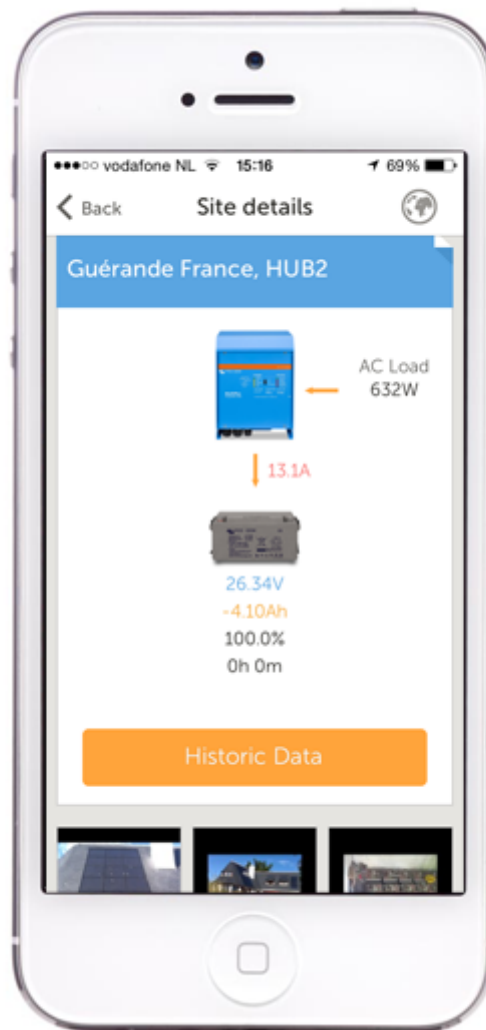 vodafone NL 15:16 69%
Back Site details
Guérande France, HUB2
AC Load
632W
13.1A
26.34V
-4.10Ah
100.0%
0h 0m
Historic Data